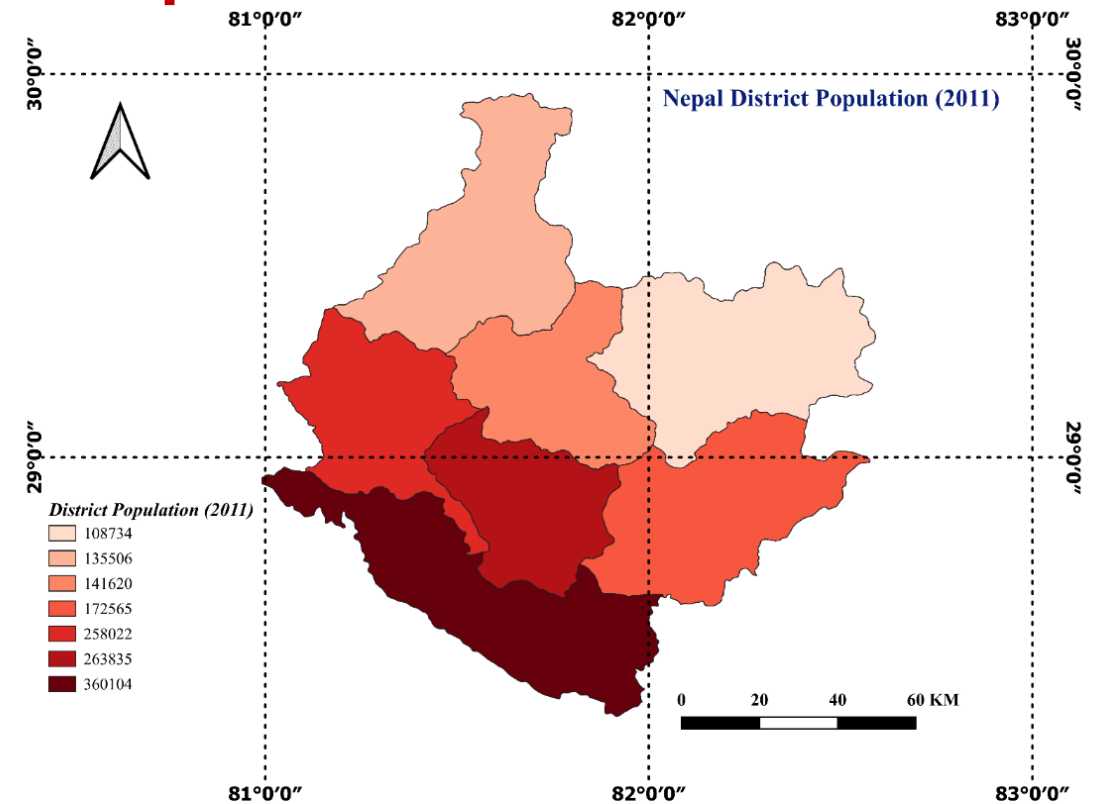 81°0′0″ 82°0′0″ 83°0′0″
30°0′0″ 30°0′0″
Nepal District Population (2011)
29°0′0″ 29°0′0″
District Population (2011)
108734
135506
141620
172565
258022
263835
360104
0 20 40 60 KM
81°0′0″ 82°0′0″ 83°0′0″